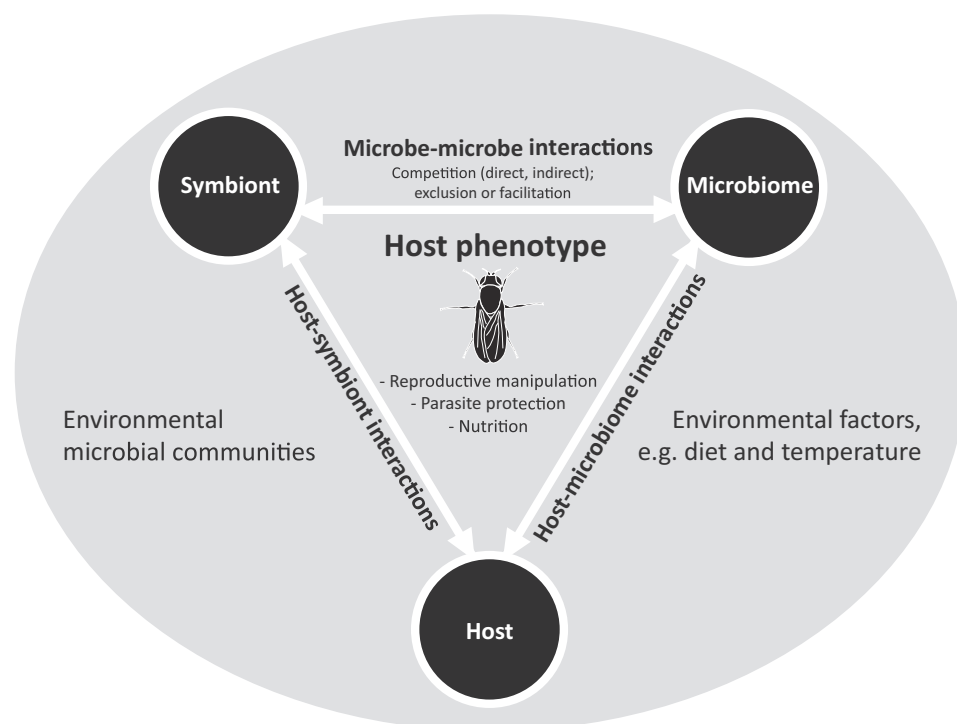 Microbe-microbe interactions
Competition (direct, indirect);
exclusion or facilitation
Symbiont
Microbiome
Host phenotype
Host-symbiont interactions
Host-microbiome interactions
- Reproductive manipulation
- Parasite protection
- Nutrition
Environmental
microbial communities
Environmental factors,
e.g. diet and temperature
Host